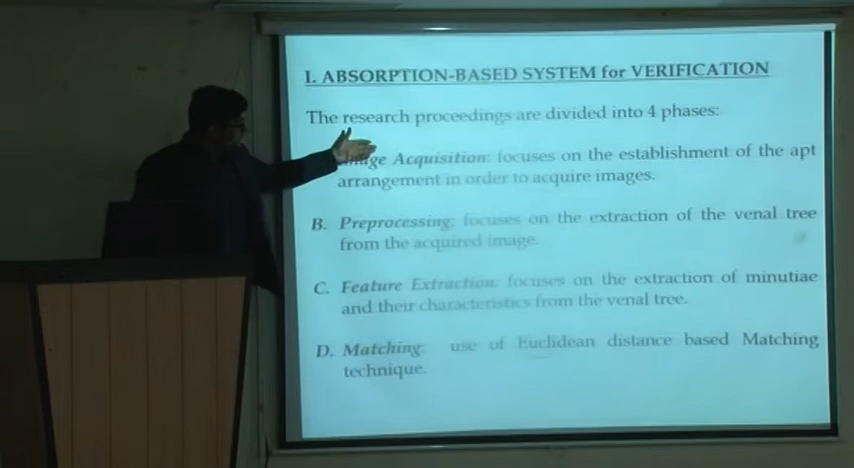 I. ABSORPTION-BASED SYSTEM for VERIFICATION
The research proceedings are divided into 4 phases:
Image Acquisition: focuses on the establishment of the apt
arrangement in order to acquire images.
B. Preprocessing: focuses on the extraction of the venal tree
from the acquired image.
C. Feature Extraction: focuses on the extraction of minutiae
and their characteristics from the venal tree.
D. Matching: use of Euclidean distance based Matching
technique.